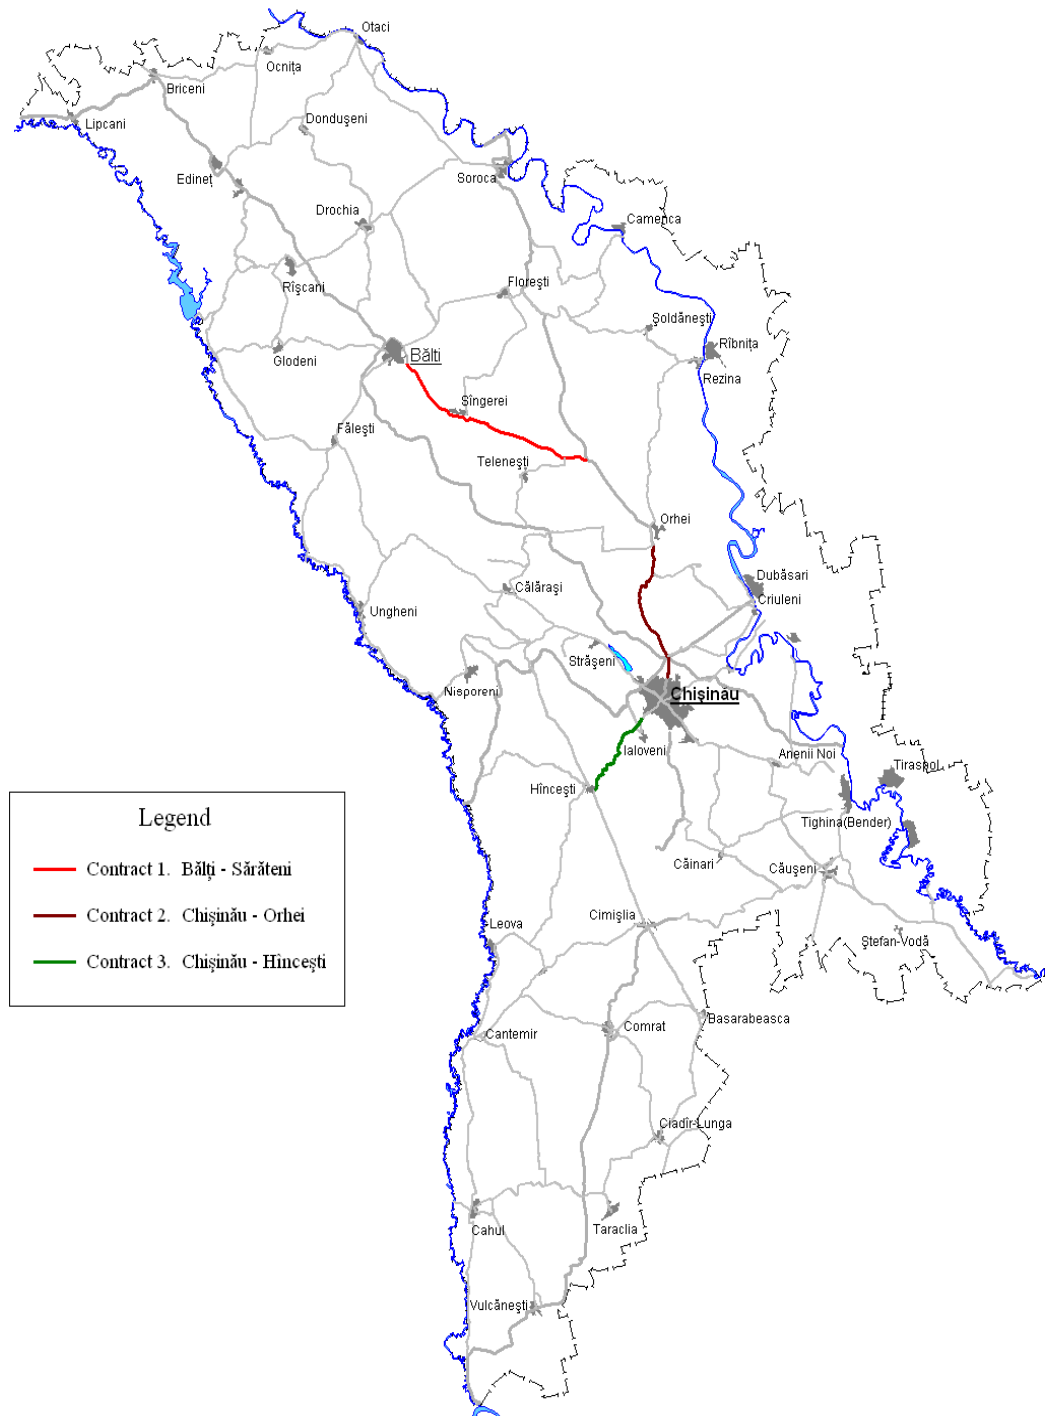 Otaci
Ocnița
Briceni
Lipcani
Dondușeni
Edineț
Soroca
Drochia
Camenca
Rîșcani
Florești
Șoldănești
Rîbnița
Bălți
Glodeni
Rezina
Sîngerei
Fălești
Telenești
Orhei
Dubăsari
Călărași
Criuleni
Ungheni
Strășeni
Nisporeni
Chișinău
Ialoveni
Anenii Noi
Tiraspol
Hîncești
Tighina(Bender)
Căinari
Căușeni
Cimișlia
Leova
Ștefan-Vodă
Basarabeasca
Comrat
Cantemir
Ciadîr-Lunga
Cahul
Taraclia
Vulcănești
Legend
Contract 1. Bălți - Sărăteni
Contract 2. Chișinău - Orhei
Contract 3. Chișinău - Hîncești